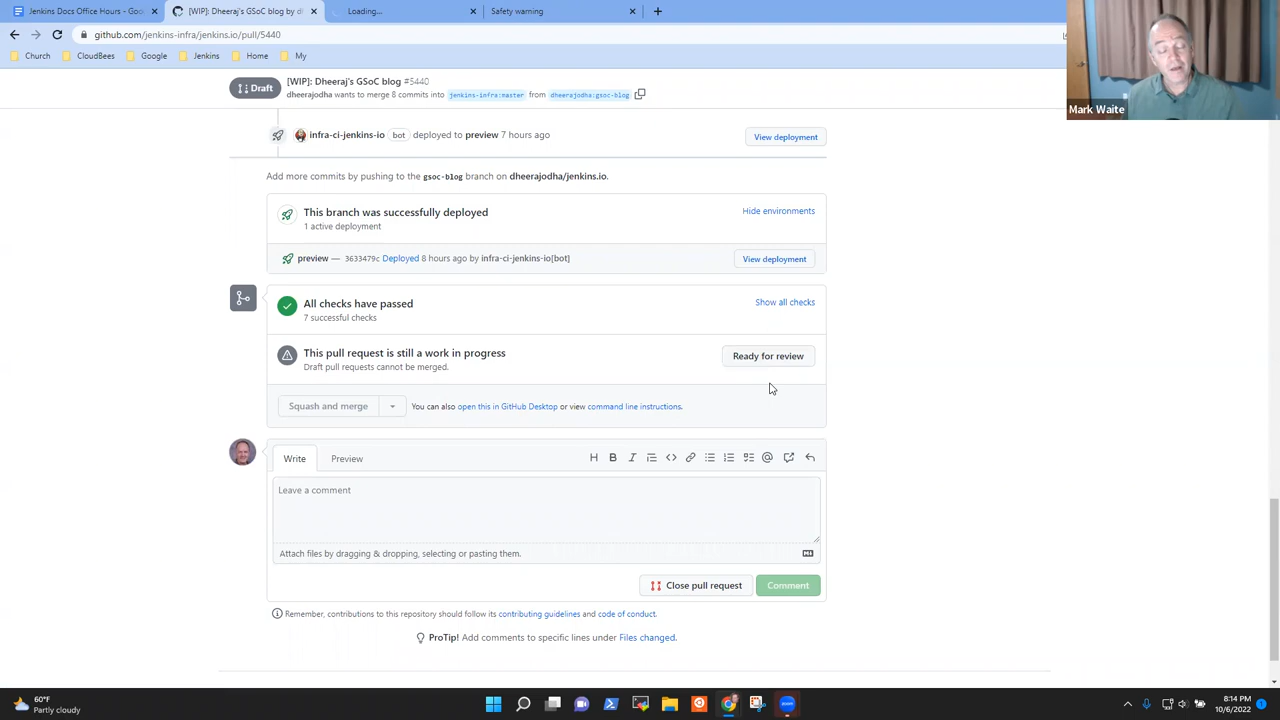 Jenkins Docs Office Hours - Goo
[WIP]: Dheeraj's GSoC blog by d
Loading...
Safety warning
github.com/jenkins-infra/jenkins.io/pull/5440
Church
CloudBees
Google
Jenkins
Home
My
Mark Waite
Draft
[WIP]: Dheeraj's GSoC blog #5440
dheerajodha wants to merge 8 commits into jenkins-infra:master from dheerajodha:gsoc-blog
infra-ci-jenkins-io bot deployed to preview 7 hours ago
View deployment
Add more commits by pushing to the gsoc-blog branch on dheerajodha/jenkins.io.
This branch was successfully deployed
Hide environments
1 active deployment
preview — 3633479c Deployed 8 hours ago by infra-ci-jenkins-io[bot]
View deployment
All checks have passed
Show all checks
7 successful checks
This pull request is still a work in progress
Ready for review
Draft pull requests cannot be merged.
Squash and merge
You can also open this in GitHub Desktop or view command line instructions.
Write
Preview
Leave a comment
Attach files by dragging & dropping, selecting or pasting them.
Close pull request
Comment
Remember, contributions to this repository should follow its contributing guidelines and code of conduct.
ProTip! Add comments to specific lines under Files changed.
60°F
Partly cloudy
8:14 PM
10/6/2022